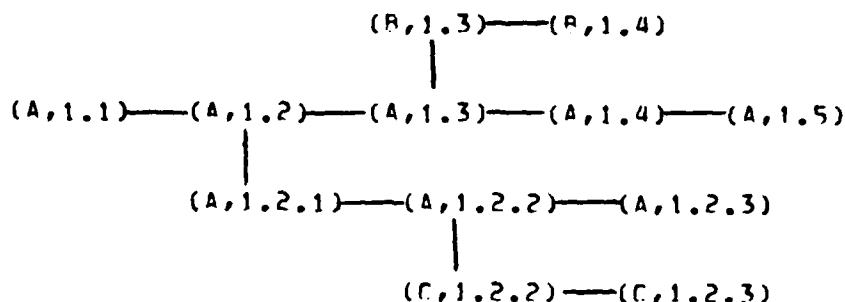 (B,1.3)—(B,1.4)
(A,1.1)—(A,1.2)—(A,1.3)—(A,1.4)—(A,1.5)
(A,1.2.1)—(A,1.2.2)—(A,1.2.3)
(C,1.2.2)—(C,1.2.3)